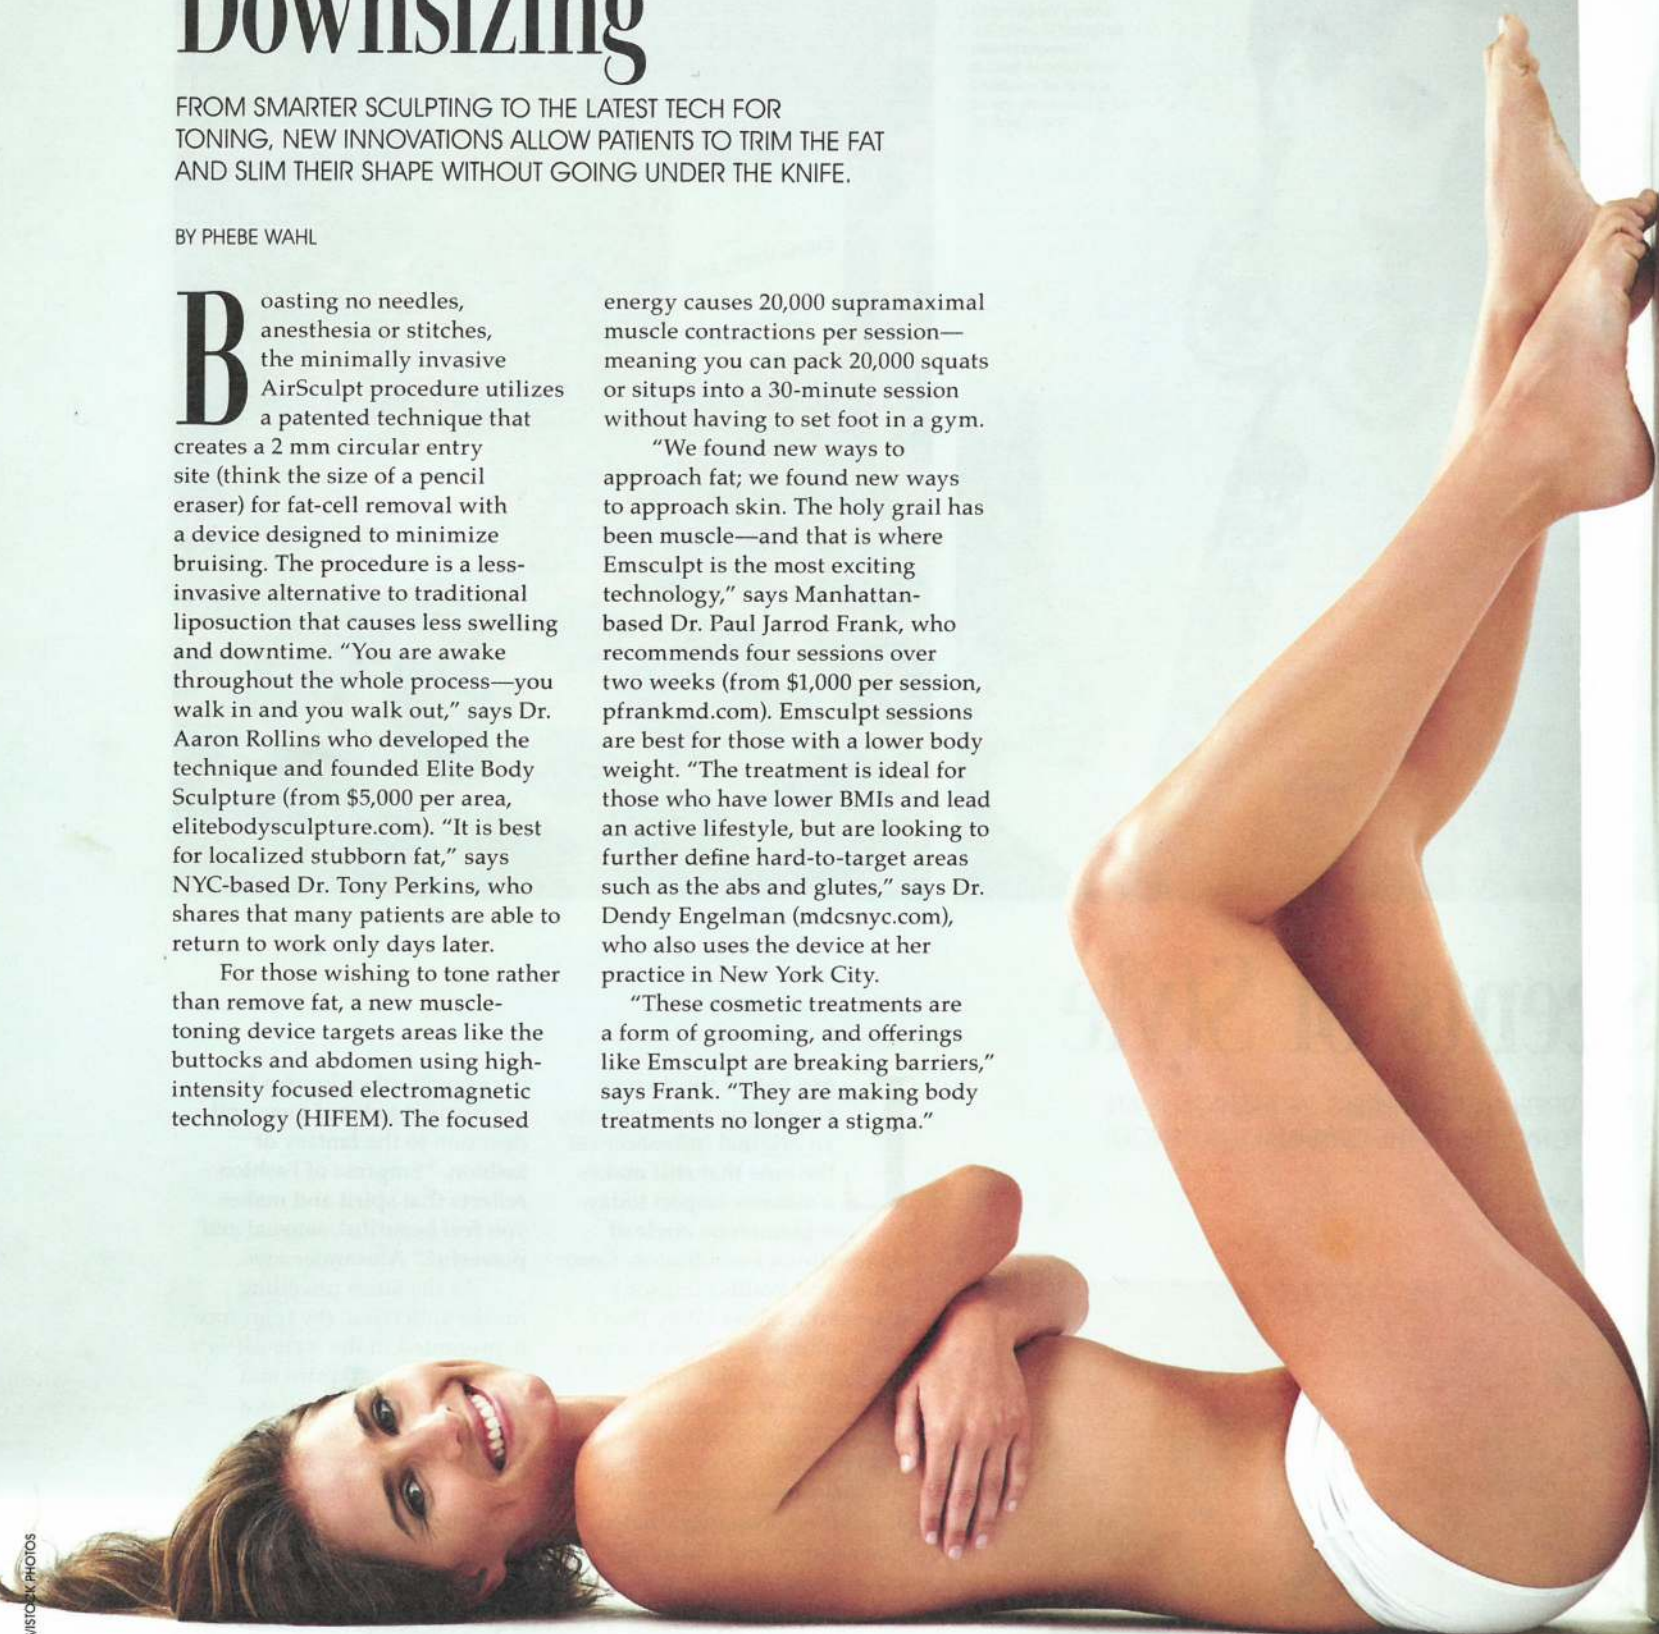 Downsizing
FROM SMARTER SCULPTING TO THE LATEST TECH FOR
TONING, NEW INNOVATIONS ALLOW PATIENTS TO TRIM THE FAT
AND SLIM THEIR SHAPE WITHOUT GOING UNDER THE KNIFE.
BY PHEBE WAHL
Boasting no needles,
anesthesia or stitches,
the minimally invasive
AirSculpt procedure utilizes
a patented technique that
creates a 2 mm circular entry
site (think the size of a pencil
eraser) for fat-cell removal with
a device designed to minimize
bruising. The procedure is a less-
invasive alternative to traditional
liposuction that causes less swelling
and downtime. “You are awake
throughout the whole process—you
walk in and you walk out,” says Dr.
Aaron Rollins who developed the
technique and founded Elite Body
Sculpture (from $5,000 per area,
elitebodysculpture.com). “It is best
for localized stubborn fat,” says
NYC-based Dr. Tony Perkins, who
shares that many patients are able to
return to work only days later.
For those wishing to tone rather
than remove fat, a new muscle-
toning device targets areas like the
buttocks and abdomen using high-
intensity focused electromagnetic
technology (HIFEM). The focused
energy causes 20,000 supramaximal
muscle contractions per session—
meaning you can pack 20,000 squats
or situps into a 30-minute session
without having to set foot in a gym.
“We found new ways to
approach fat; we found new ways
to approach skin. The holy grail has
been muscle—and that is where
Emsculpt is the most exciting
technology,” says Manhattan-
based Dr. Paul Jarrod Frank, who
recommends four sessions over
two weeks (from $1,000 per session,
pfrankmd.com). Emsculpt sessions
are best for those with a lower body
weight. “The treatment is ideal for
those who have lower BMIs and lead
an active lifestyle, but are looking to
further define hard-to-target areas
such as the abs and glutes,” says Dr.
Dendy Engelman (mdcsnyc.com),
who also uses the device at her
practice in New York City.
“These cosmetic treatments are
a form of grooming, and offerings
like Emsculpt are breaking barriers,”
says Frank. “They are making body
treatments no longer a stigma.”
PHOTOS